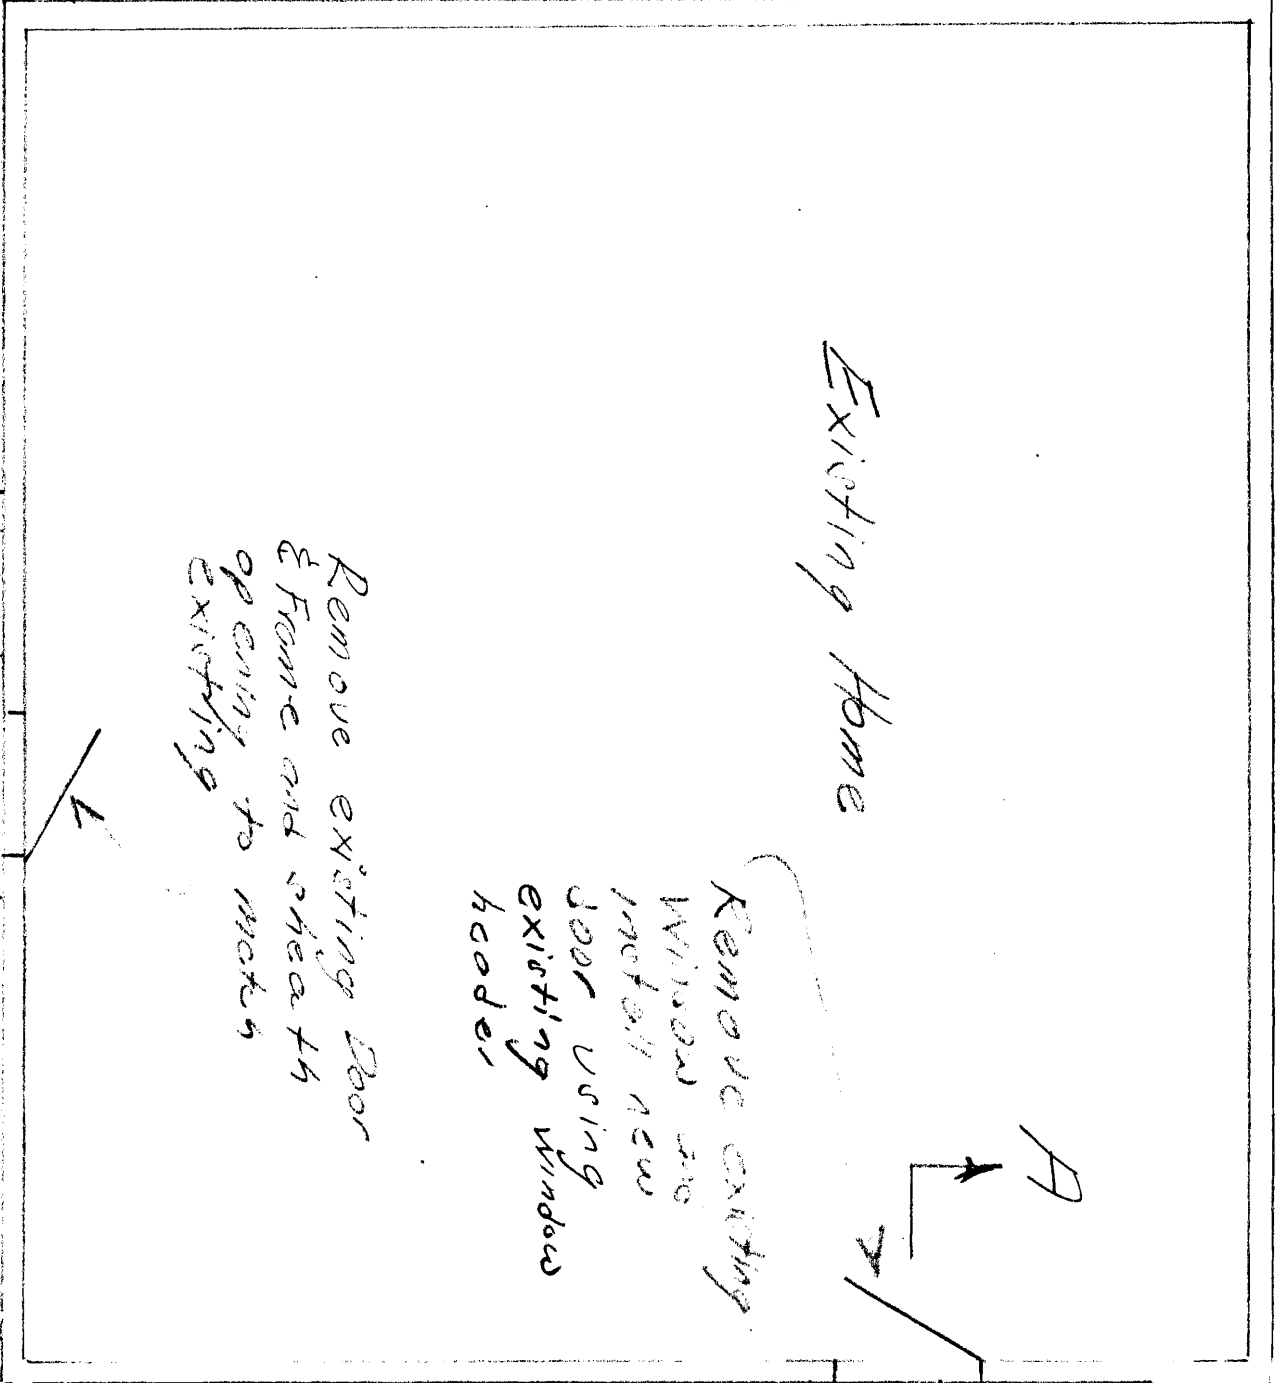 A
Existing Home
Remove existing
Window and
install new
door using
existing window
header
Remove existing Door
& Frame and sheath
opening to match
existing